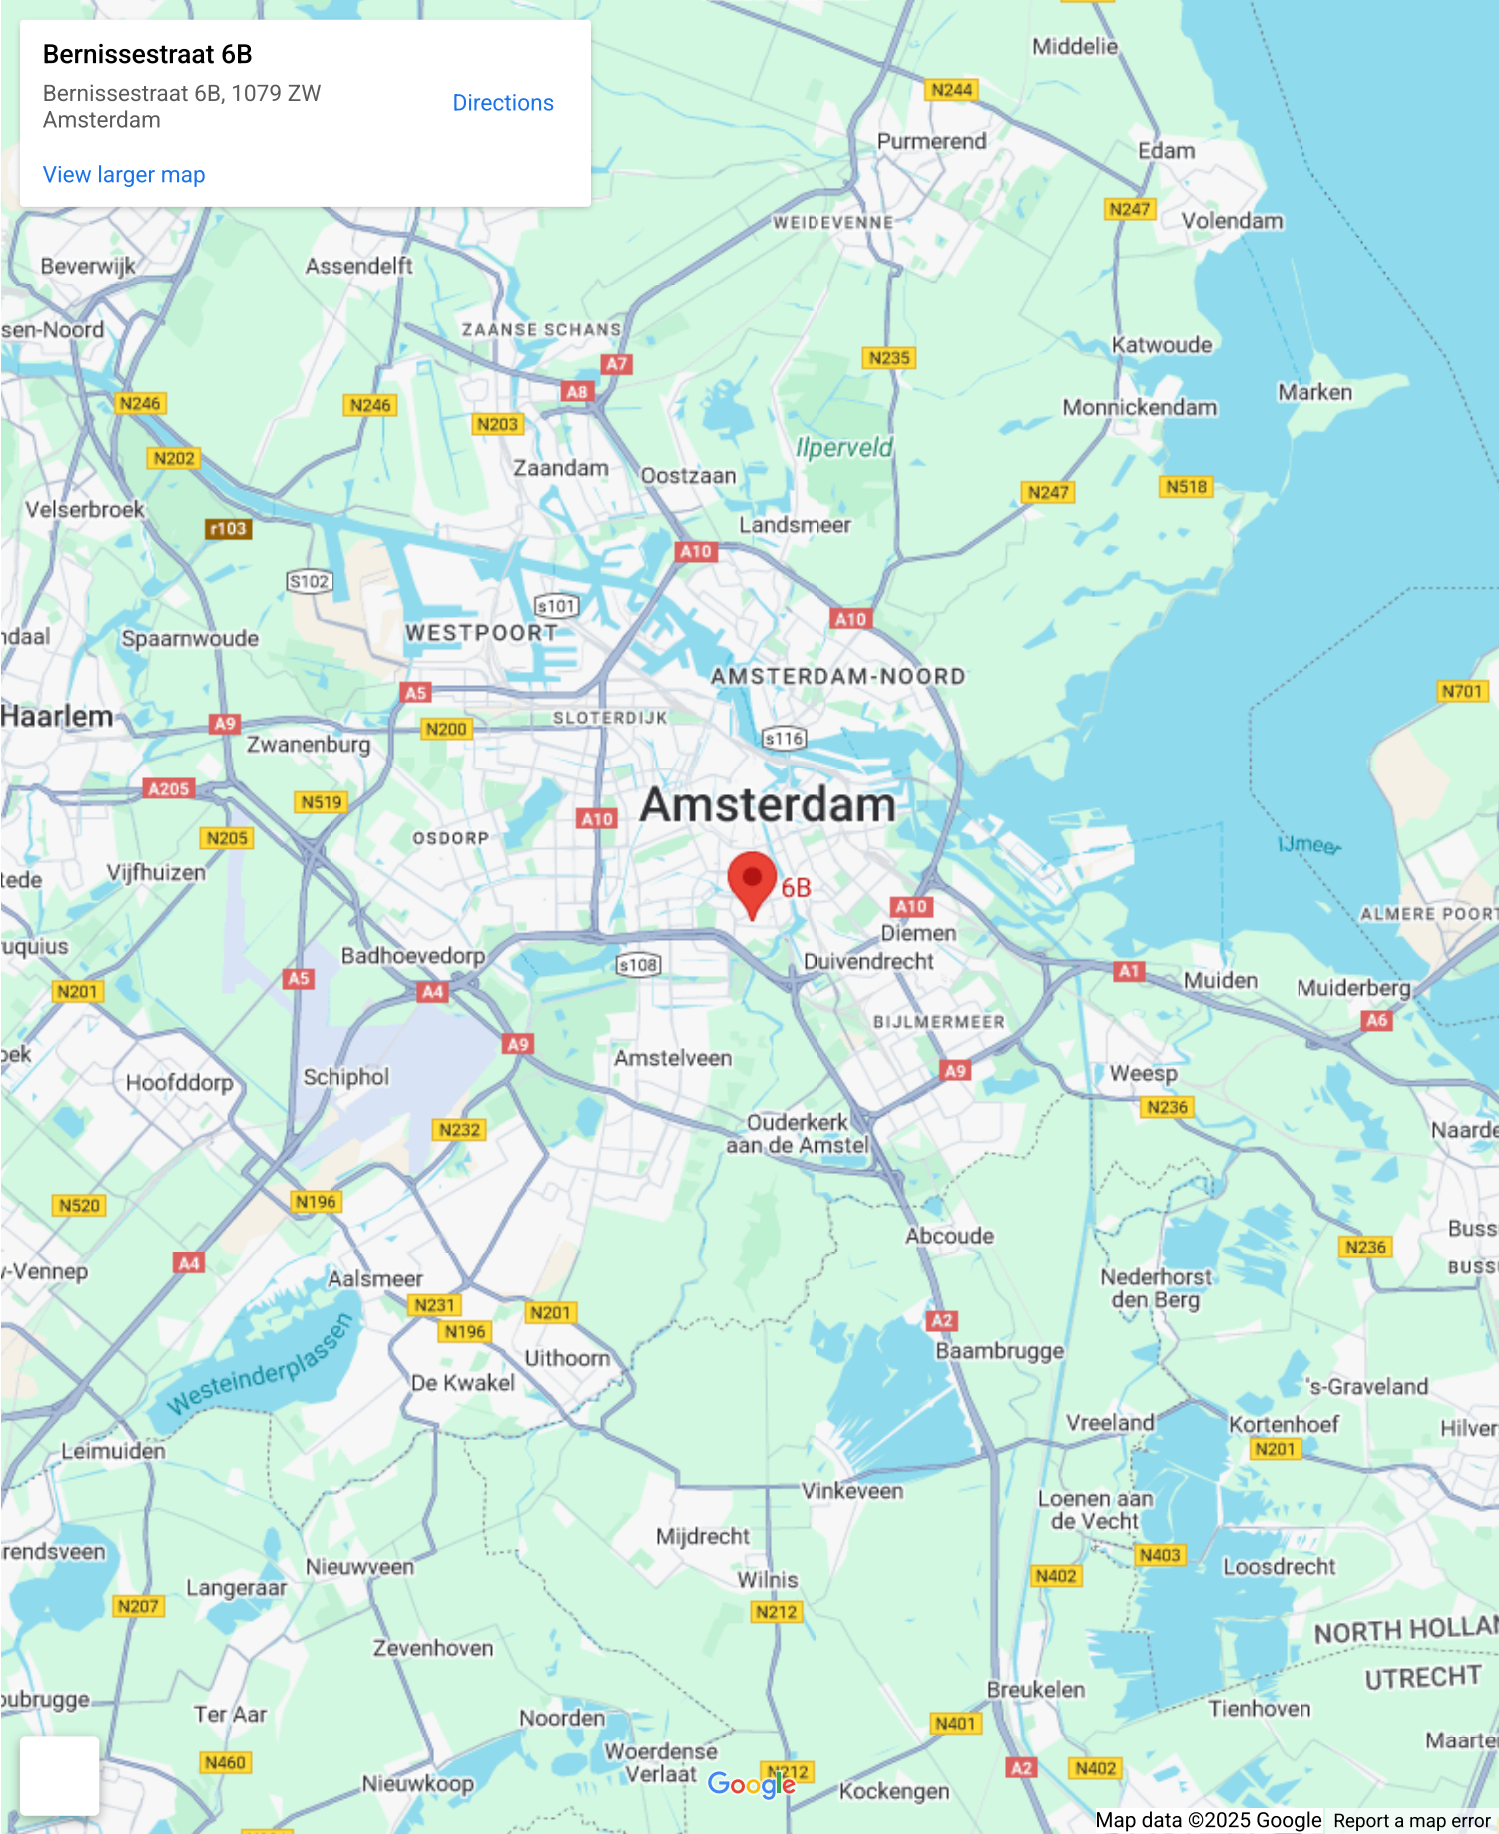 Bernissestraat 6B
Bernissestraat 6B, 1079 ZW
Amsterdam
Directions
View larger map
Middelie
N244
Purmerend
Edam
N247
Volendam
WEIDEVENNE
Beverwijk
Assendelft
sen-Noord
ZAANSE SCHANS
A7
N235
Katwoude
A8
Marken
N246
N246
N203
Monnickendam
Ilperveld
N202
Zaandam
Oostzaan
N247
N518
Velserbroek
r103
Landsmeer
A10
S102
s101
A10
ndaal
Spaarnwoude
WESTPOORT
AMSTERDAM-NOORD
A5
N701
Haarlem
A9
N200
SLOTERDIJK
Zwanenburg
s116
A205
N519
Amsterdam
A10
N205
OSDORP
IJmeer
Vijfhuizen
tede
6B
A10
ALMERE POORT
Diemen
uquius
Badhoevedorp
s108
Duivendrecht
A5
A4
A1
Muiden
Muiderberg
N201
BIJLMERMEER
A6
A9
oek
Amstelveen
Schiphol
Hoofddorp
A9
Weesp
N236
Ouderkerk
aan de Amstel
N232
Naarde
N520
N196
Abcoude
Buss
N236
A4
BUSSU
w-Vennep
Aalsmeer
Nederhorst
den Berg
N231
N201
A2
N196
Westeinderplassen
Baambrugge
Uithoorn
De Kwakel
's-Graveland
Vreeland
Kortenhoef
Hilver
N201
Leimuiden
Vinkeveen
Loenen aan
de Vecht
Mijdrecht
rendsveen
N403
Nieuwveen
Loosdrecht
N402
Wilnis
Langeraar
N207
N212
NORTH HOLLAN
Zevenhoven
UTRECHT
Breukelen
oubrugge
Tienhoven
Ter Aar
Noorden
N401
Maarte
Woerdense
Verlaat
N460
N212
A2
N402
Google
Nieuwkoop
Kockengen
Map data ©2025 Google
Report a map error